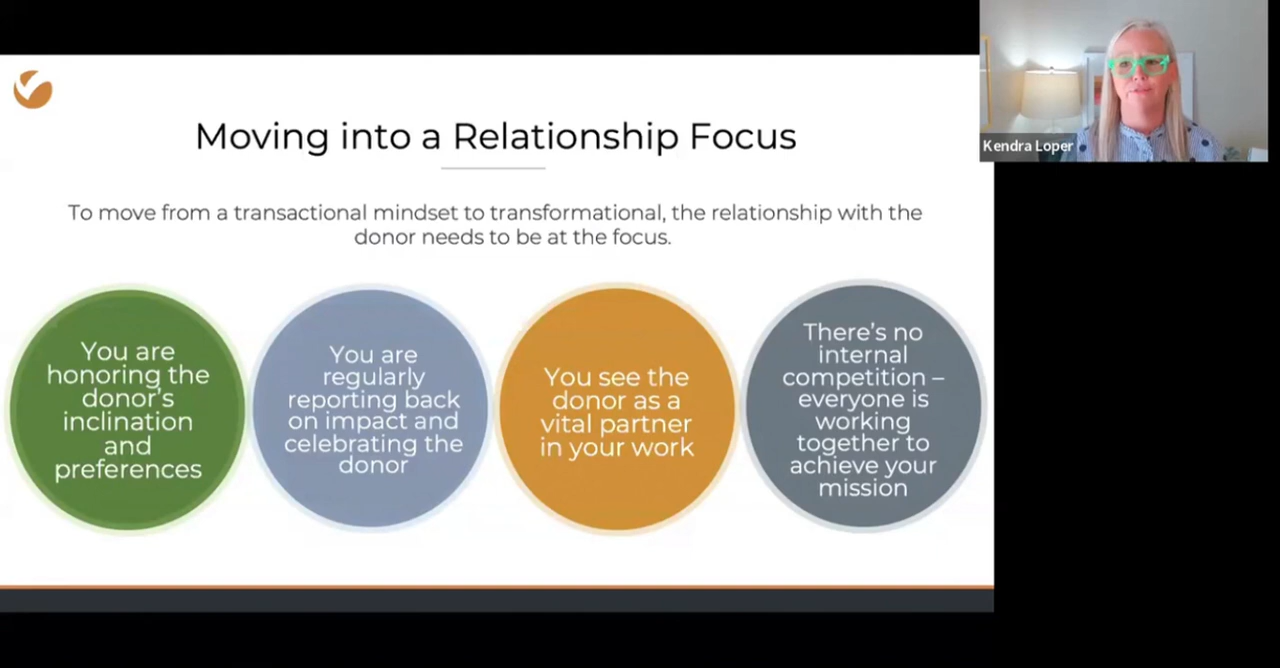 Kendra Loper
Moving into a Relationship Focus
To move from a transactional mindset to transformational, the relationship with the
donor needs to be at the focus.
You are
honoring the
donor's
inclination
and
preferences
You are
regularly
reporting back
on impact and
celebrating the
donor
You see the
donor as a
vital partner
in your work
There's no
internal
competition –
everyone is
working
together to
achieve your
mission